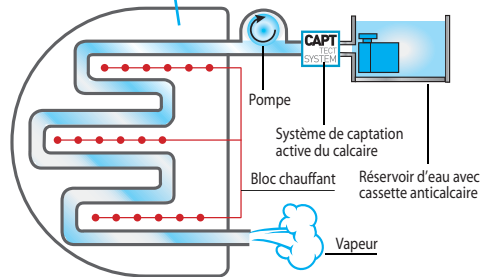 CAPT
TECT
SYSTEM
Pompe
Système de captation
active du calcaire
Réservoir d'eau avec
cassette anticalcaire
Bloc chauffant
Vapeur